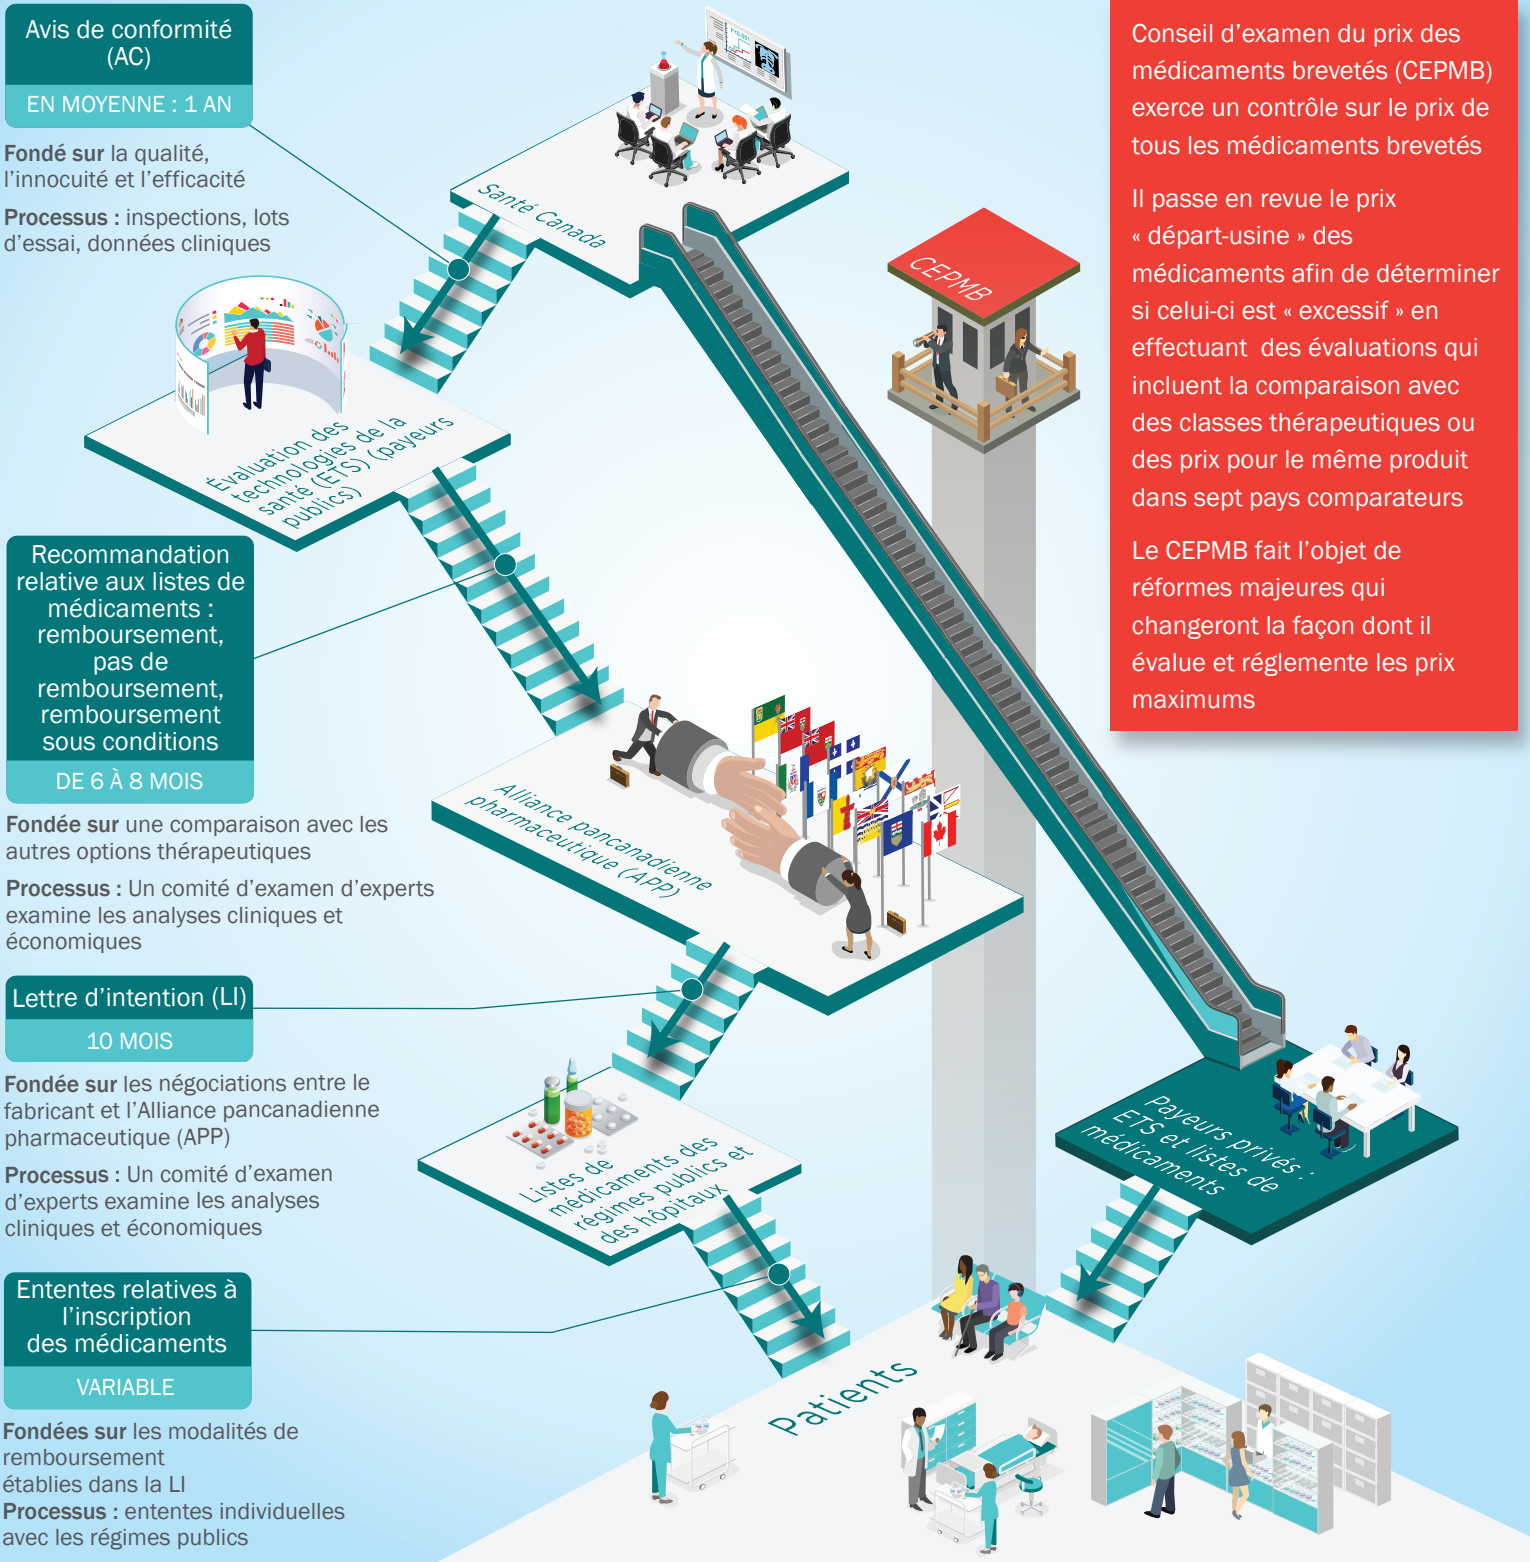 Avis de conformité
(AC)
EN MOYENNE : 1 AN
Fondé sur la qualité,
l'innocuité et l'efficacité
Processus : inspections, lots
d'essai, données cliniques
Santé Canada
P<0.001
CEPMB
Conseil d'examen du prix des
médicaments brevetés (CEPMB)
exerce un contrôle sur le prix de
tous les médicaments brevetés
Il passe en revue le prix
« départ-usine » des
médicaments afin de déterminer
si celui-ci est « excessif » en
effectuant des évaluations qui
incluent la comparaison avec
des classes thérapeutiques ou
des prix pour le même produit
dans sept pays comparateurs
Le CEPMB fait l'objet de
réformes majeures qui
changeront la façon dont il
évalue et réglemente les prix
maximums
Évaluation des
technologies de la
santé (ETS) (payeurs
publics)
Recommandation
relative aux listes de
médicaments :
remboursement,
pas de
remboursement,
remboursement
sous conditions
DE 6 À 8 MOIS
Fondée sur une comparaison avec les
autres options thérapeutiques
Processus : Un comité d'examen d'experts
examine les analyses cliniques et
économiques
Alliance pancanadienne
pharmaceutique (APP)
Lettre d'intention (LI)
10 MOIS
Fondée sur les négociations entre le
fabricant et l'Alliance pancanadienne
pharmaceutique (APP)
Processus : Un comité d'examen
d'experts examine les analyses
cliniques et économiques
Listes de
médicaments des
régimes publics et
des hôpitaux
Payeurs privés :
ETS et listes de
médicaments
Ententes relatives à
l'inscription
des médicaments
VARIABLE
Fondées sur les modalités de
remboursement
établies dans la LI
Processus : ententes individuelles
avec les régimes publics
Patients